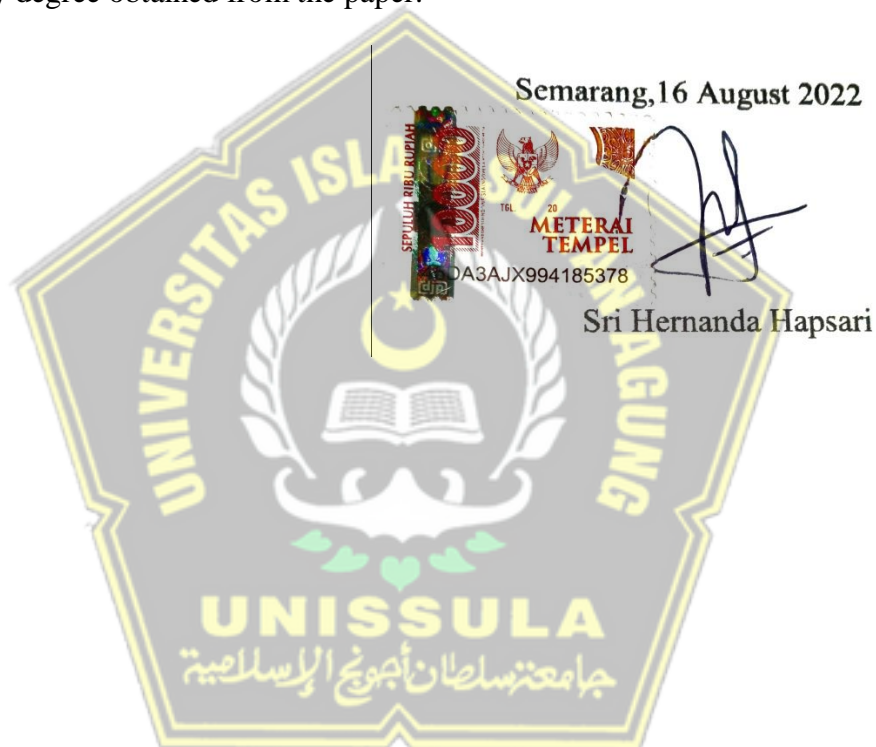 degree obtained from the paper.
Semarang,16 August 2022
SEPULUH RIBU RUPIAH
10000
TGL. 20
METERAI
TEMPEL
djp
DA3AJX994185378
Sri Hernanda Hapsari
UNIVERSITAS ISLAM SULTAN AGUNG
UNISSULA
جامعة سلطان أجونج الإسلامية